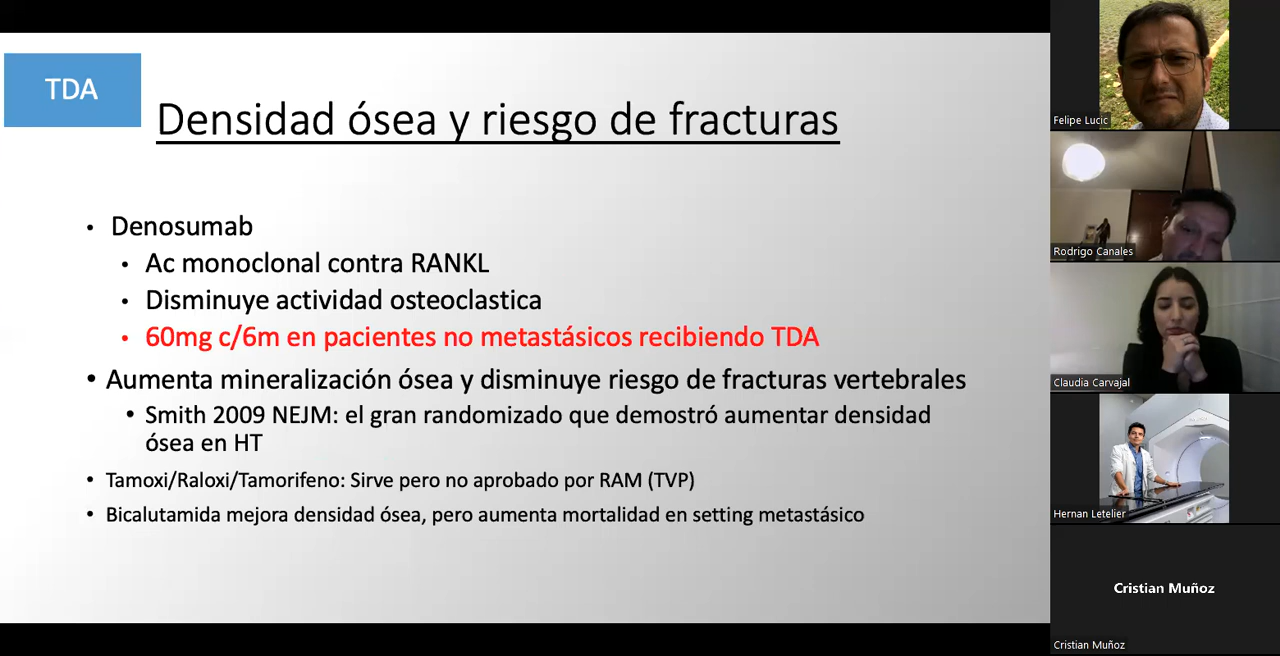 TDA
Densidad ósea y riesgo de fracturas
• Denosumab
• Ac monoclonal contra RANKL
• Disminuye actividad osteoclastica
• 60mg c/6m en pacientes no metastásicos recibiendo TDA
• Aumenta mineralización ósea y disminuye riesgo de fracturas vertebrales
• Smith 2009 NEJM: el gran randomizado que demostró aumentar densidad
ósea en HT
• Tamoxi/Raloxi/Tamorifeno: Sirve pero no aprobado por RAM (TVP)
• Bicalutamida mejora densidad ósea, pero aumenta mortalidad en setting metastásico
Felipe Lucic
Rodrigo Canales
Claudia Carvajal
Hernan Letelier
Cristian Muñoz
Cristian Muñoz